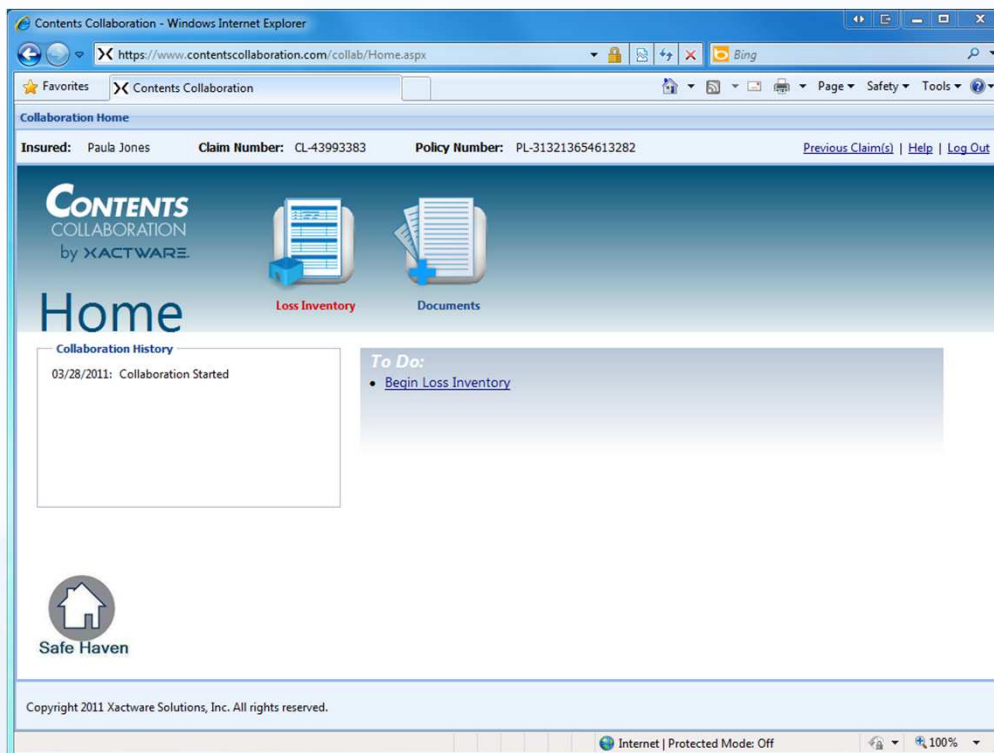 Contents Collaboration - Windows Internet Explorer
https://www.contentscollaboration.com/collab/Home.aspx
Bing
Favorites
Contents Collaboration
Page
Safety
Tools
Collaboration Home
Insured: Paula Jones Claim Number: CL-43993383 Policy Number: PL-313213654613282 Previous Claim(s) | Help | Log Out
CONTENTS
COLLABORATION
by XACTWARE.
Home
Loss Inventory
Documents
Collaboration History
03/28/2011: Collaboration Started
To Do:
• Begin Loss Inventory
Safe Haven
Copyright 2011 Xactware Solutions, Inc. All rights reserved.
Internet | Protected Mode: Off
100%